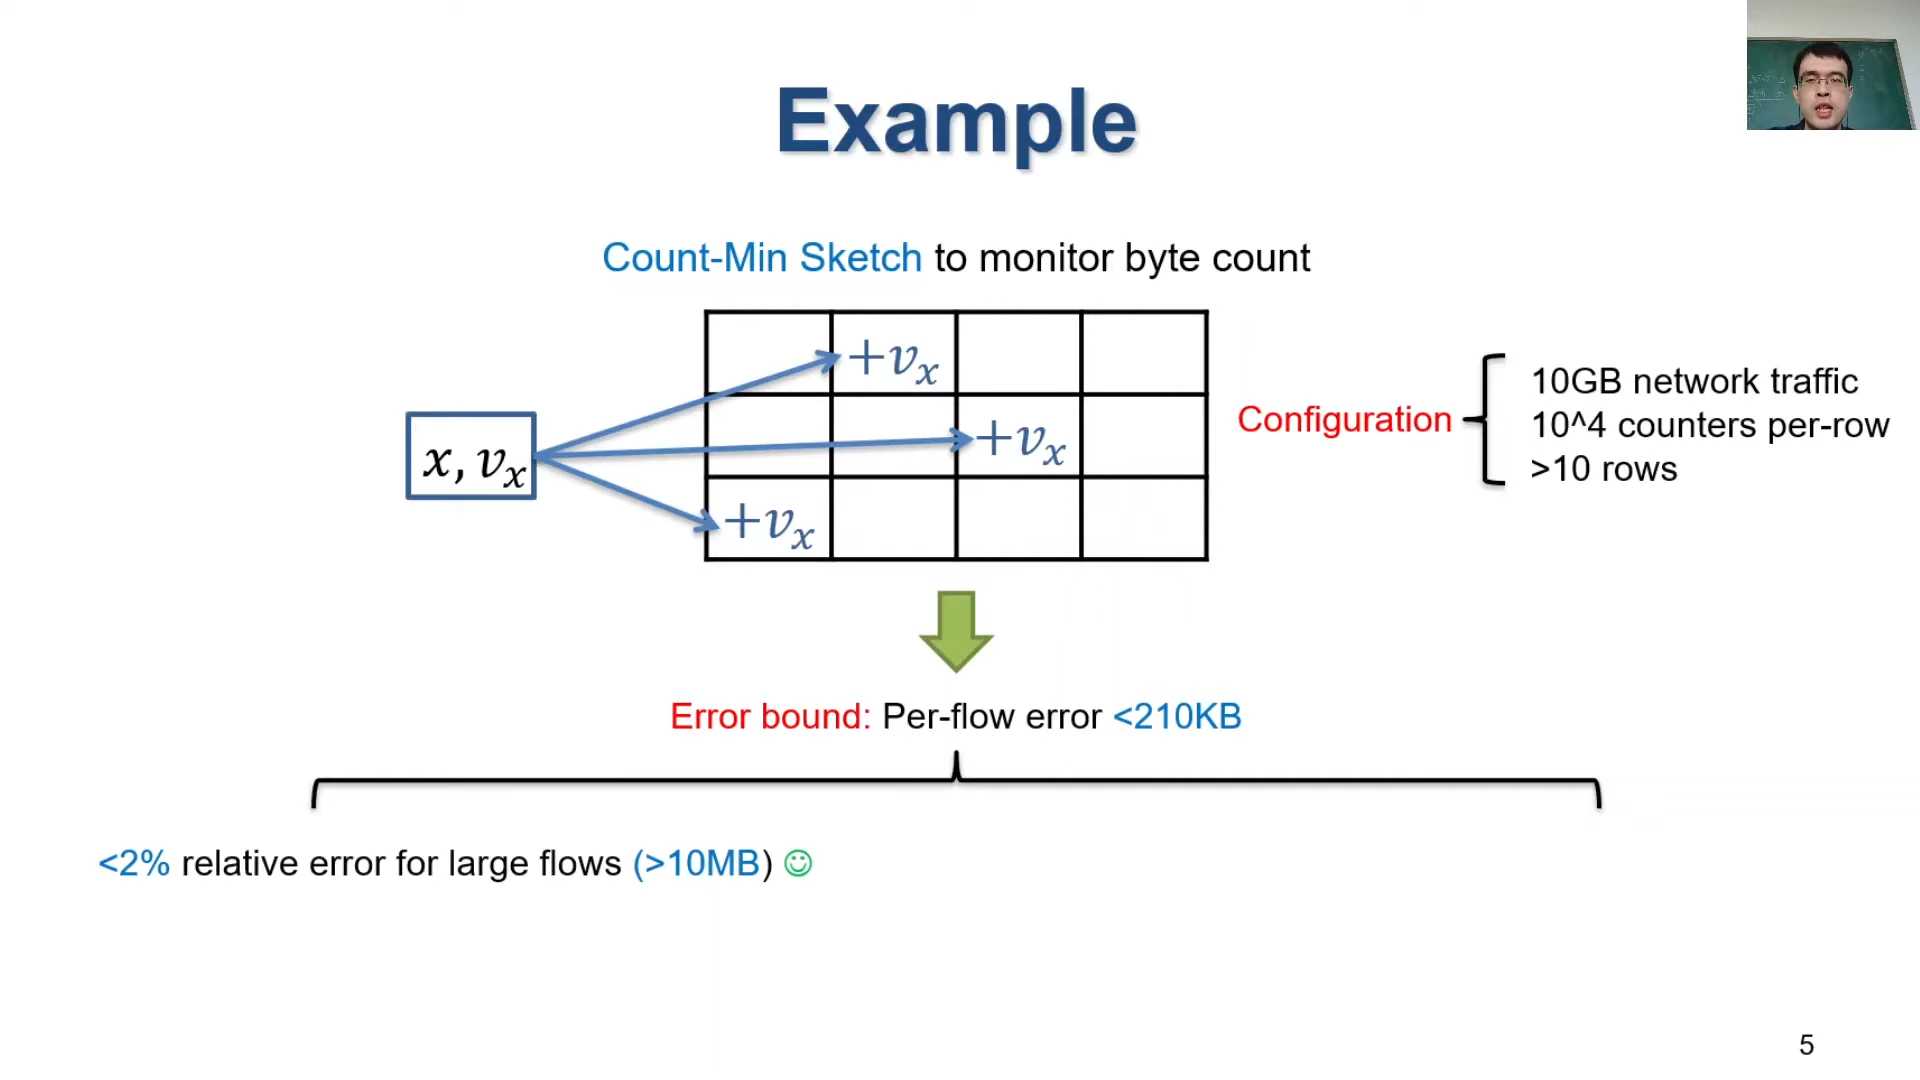 Example
Count-Min Sketch to monitor byte count
+vₓ
+vₓ
+vₓ
x, vₓ
Configuration
10GB network traffic
10^4 counters per-row
>10 rows
Error bound: Per-flow error <210KB
<2% relative error for large flows (>10MB) ☺
5